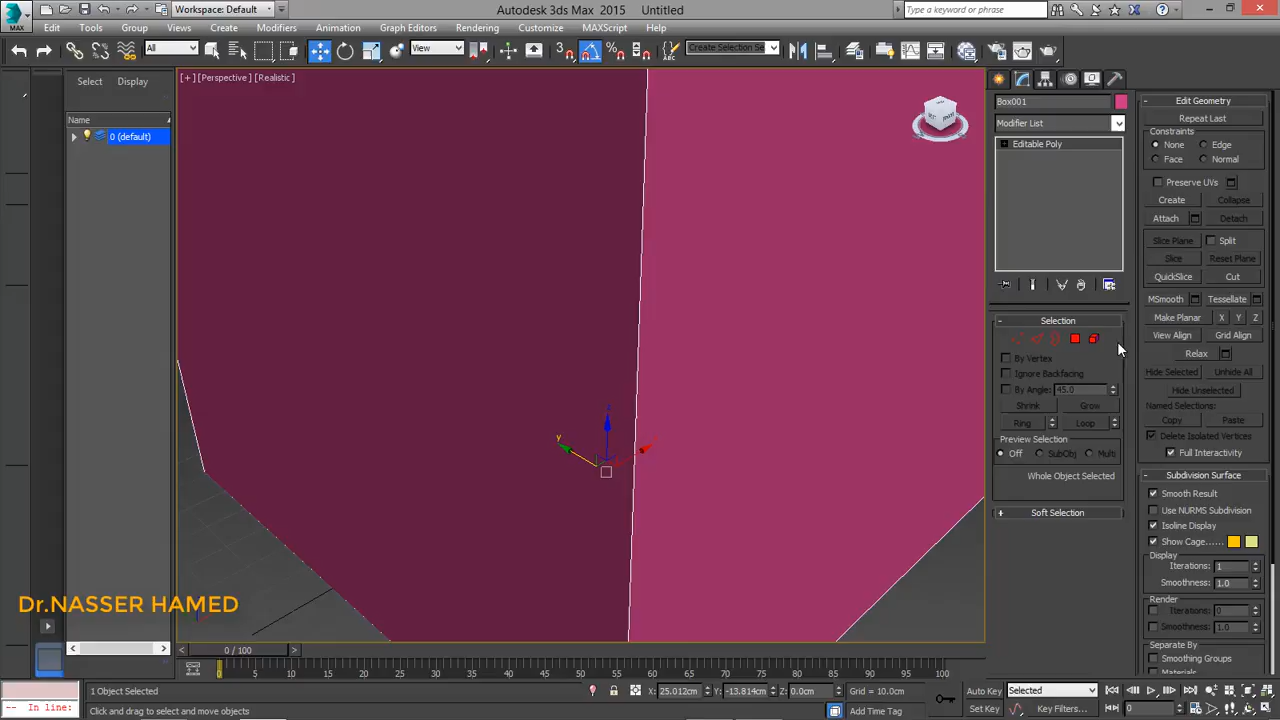 Workspace: Default
Autodesk 3ds Max 2015 Untitled
Type a keyword or phrase
MAX
Edit Tools Group Views Create Modifiers Animation Graph Editors Rendering Customize MAXScript Help
All
View
Create Selection Se
Select Display
Name
0 (default)
[+] [Perspective] [Realistic]
Box001
Modifier List
Editable Poly
Selection
By Vertex
Ignore Backfacing
By Angle: 45.0
Shrink Grow
Ring Loop
Preview Selection
Off SubObj Multi
Whole Object Selected
Soft Selection
Edit Geometry
Repeat Last
Constraints
None Edge
Face Normal
Preserve UVs
Create Collapse
Attach Detach
Slice Plane Split
Slice Reset Plane
QuickSlice Cut
MSmooth Tessellate
Make Planar X Y Z
View Align Grid Align
Relax
Hide Selected Unhide All
Hide Unselected
Named Selections:
Copy Paste
Delete Isolated Vertices
Full Interactivity
Subdivision Surface
Smooth Result
Use NURMS Subdivision
Isoline Display
Show Cage......
Display
Iterations: 1
Smoothness: 1.0
Render
Iterations: 0
Smoothness: 1.0
Separate By
Smoothing Groups
Materials
y
z
Dr.NASSER HAMED
0 / 100
0 5 10 15 20 25 30 35 40 45 50 55 60 65 70 75 80 85 90 95 100
1 Object Selected
X: 25.012cm Y: -13.814cm Z: 0.0cm Grid = 10.0cm
Auto Key Selected
-- In line:
Click and drag to select and move objects
Add Time Tag
Set Key Key Filters... 0